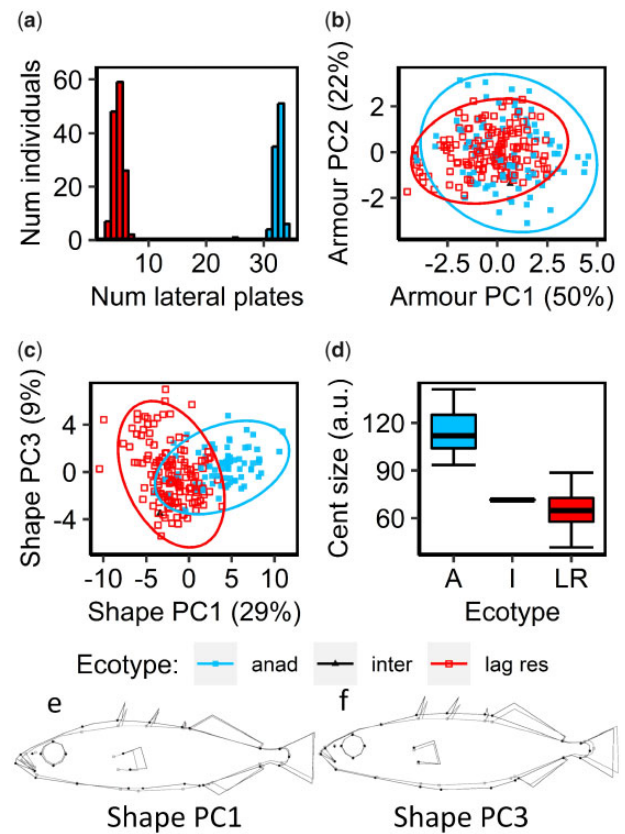 (a)
(b)
60
40
20
0
Num individuals
10 20 30
Num lateral plates
2
0
-2
Armour PC2 (22%)
-2.5 0.0 2.5 5.0
Armour PC1 (50%)
(c)
(d)
4
0
-4
Shape PC3 (9%)
-10 -5 0 5 10
Shape PC1 (29%)
120
90
60
Cent size (a.u.)
A I LR
Ecotype
Ecotype: anad inter lag res
e
f
Shape PC1
Shape PC3